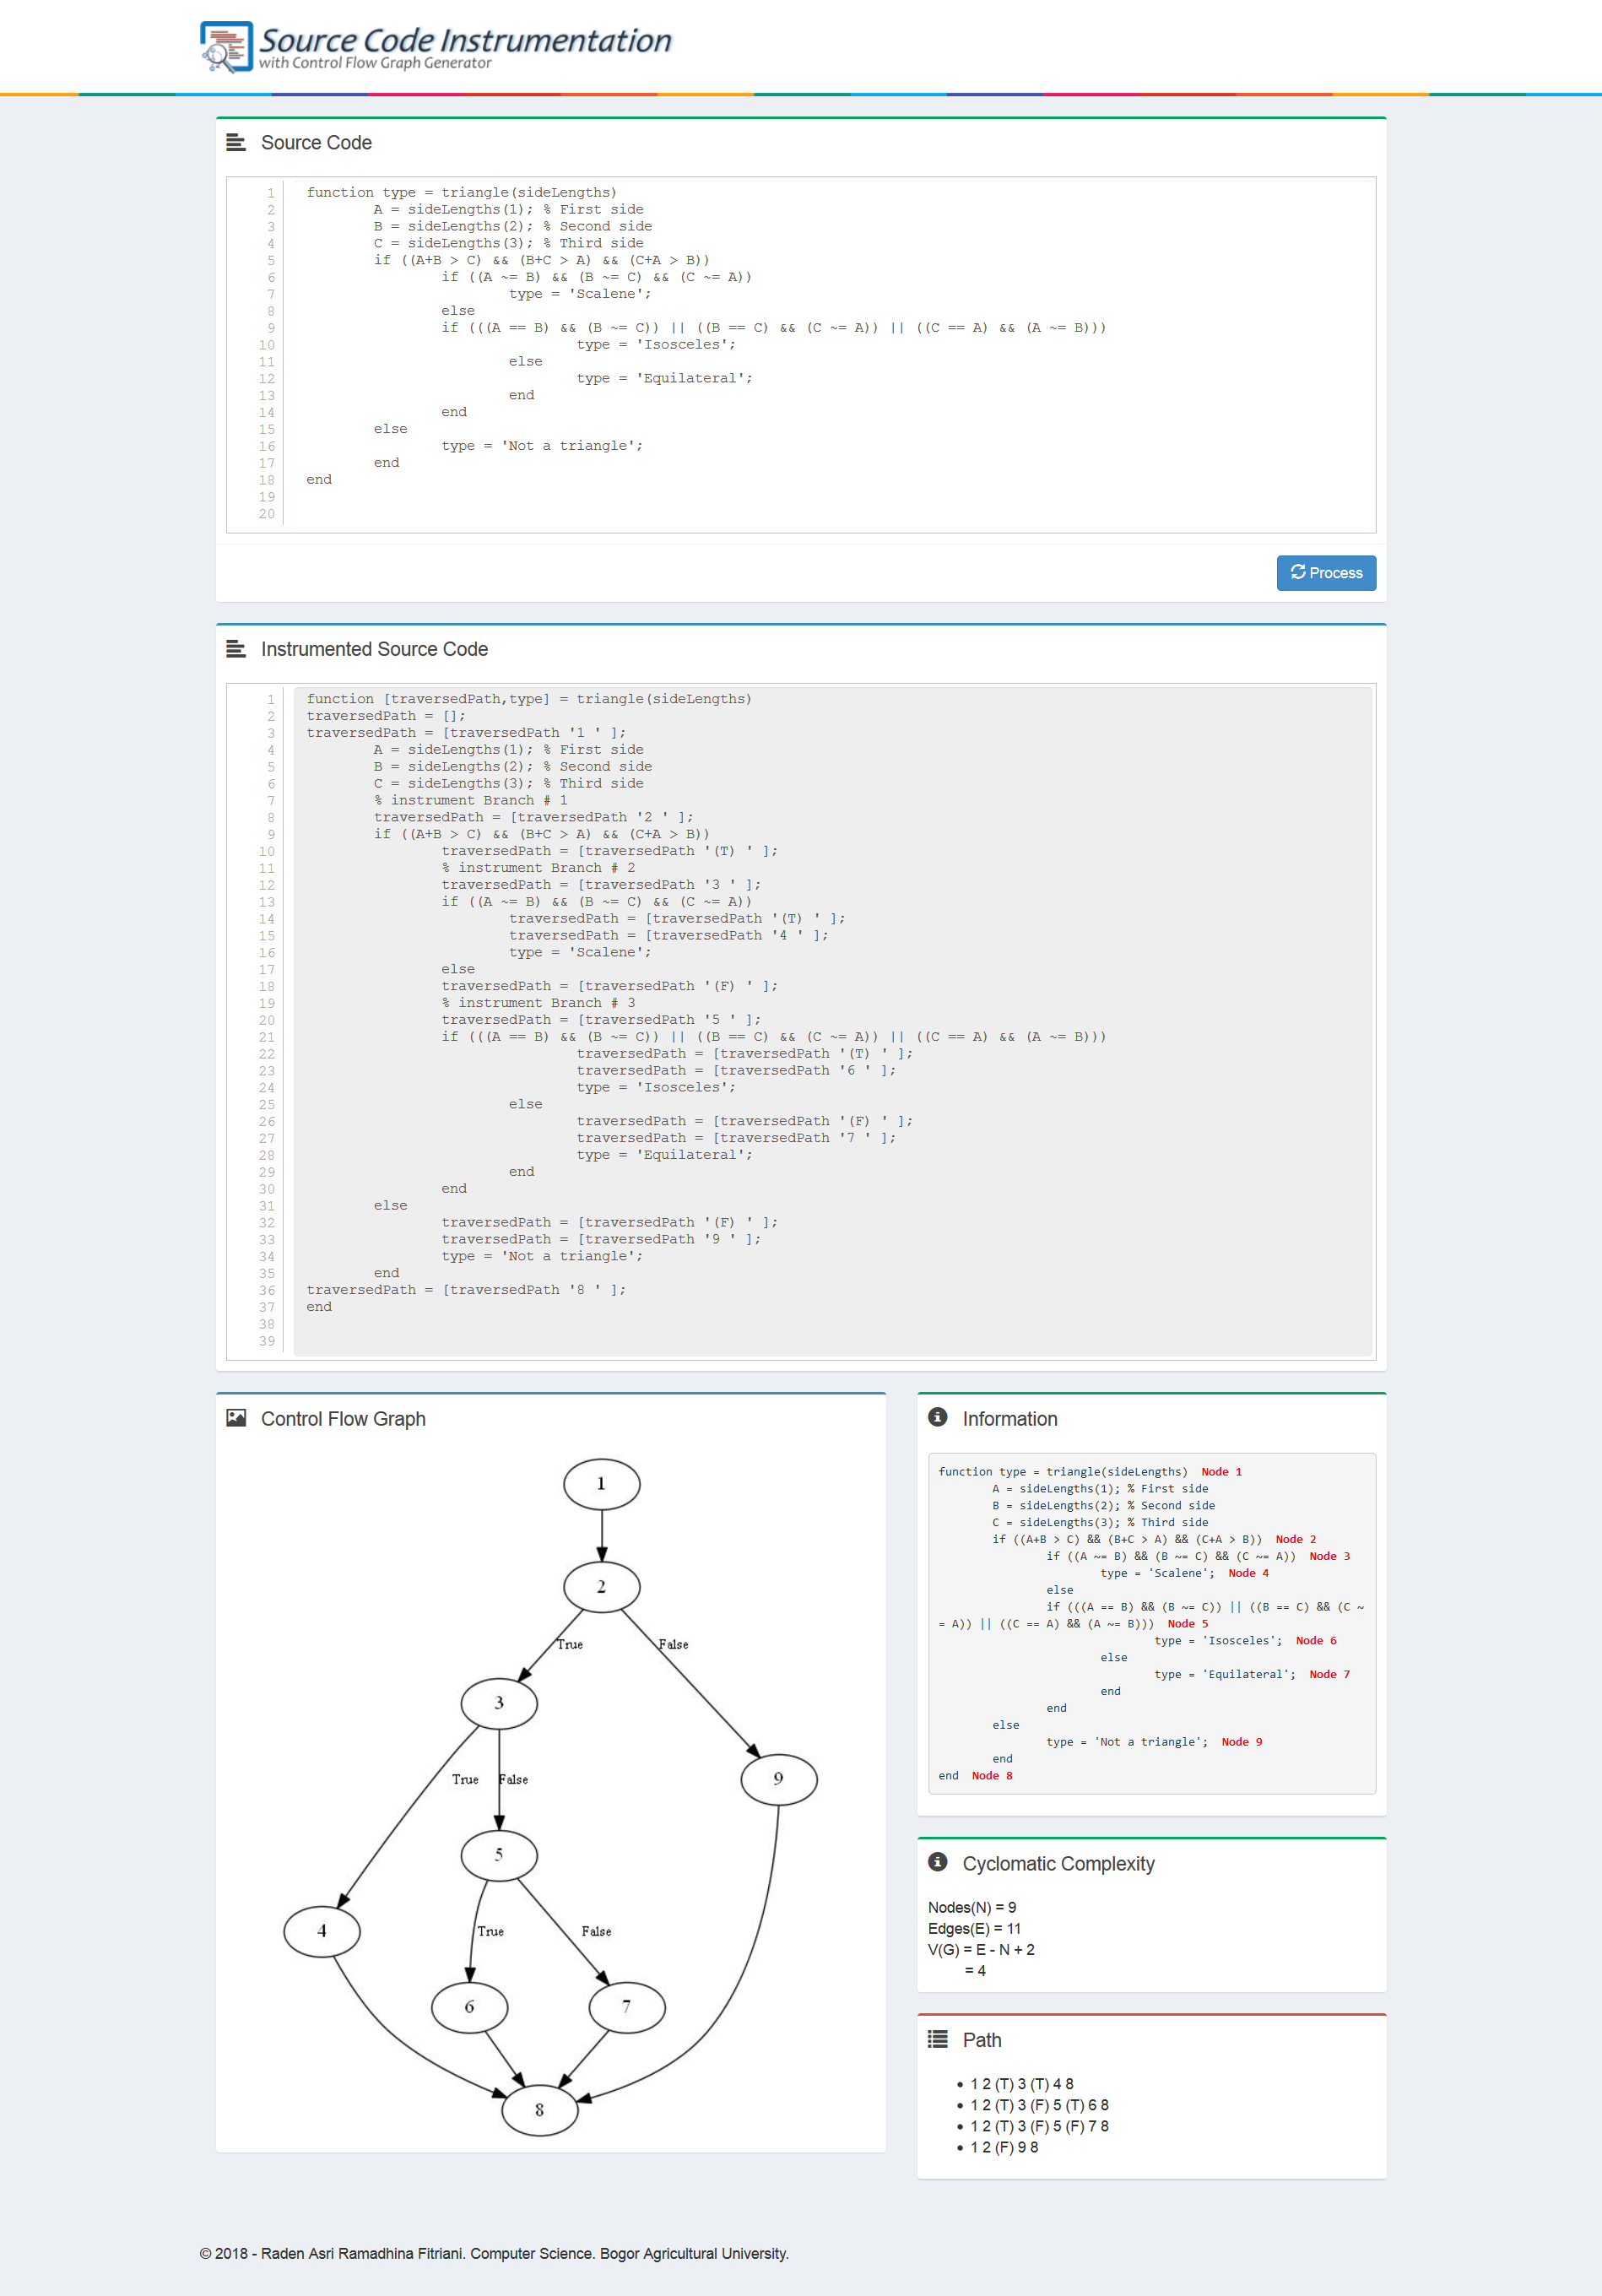 Source Code Instrumentation
with Control Flow Graph Generator
Source Code
1 function type = triangle(sideLengths)
2 A = sideLengths(1); % First side
3 B = sideLengths(2); % Second side
4 C = sideLengths(3); % Third side
5 if ((A+B > C) && (B+C > A) && (C+A > B))
6 if ((A ~= B) && (B ~= C) && (C ~= A))
7 type = 'Scalene';
8 else
9 if (((A == B) && (B ~= C)) || ((B == C) && (C ~= A)) || ((C == A) && (A ~= B)))
10 type = 'Isosceles';
11 else
12 type = 'Equilateral';
13 end
14 end
15 else
16 type = 'Not a triangle';
17 end
18 end
19
20
Process
Instrumented Source Code
1 function [traversedPath,type] = triangle(sideLengths)
2 traversedPath = [];
3 traversedPath = [traversedPath '1 ' ];
4 A = sideLengths(1); % First side
5 B = sideLengths(2); % Second side
6 C = sideLengths(3); % Third side
7 % instrument Branch # 1
8 traversedPath = [traversedPath '2 ' ];
9 if ((A+B > C) && (B+C > A) && (C+A > B))
10 traversedPath = [traversedPath '(T) ' ];
11 % instrument Branch # 2
12 traversedPath = [traversedPath '3 ' ];
13 if ((A ~= B) && (B ~= C) && (C ~= A))
14 traversedPath = [traversedPath '(T) ' ];
15 traversedPath = [traversedPath '4 ' ];
16 type = 'Scalene';
17 else
18 traversedPath = [traversedPath '(F) ' ];
19 % instrument Branch # 3
20 traversedPath = [traversedPath '5 ' ];
21 if (((A == B) && (B ~= C)) || ((B == C) && (C ~= A)) || ((C == A) && (A ~= B)))
22 traversedPath = [traversedPath '(T) ' ];
23 traversedPath = [traversedPath '6 ' ];
24 type = 'Isosceles';
25 else
26 traversedPath = [traversedPath '(F) ' ];
27 traversedPath = [traversedPath '7 ' ];
28 type = 'Equilateral';
29 end
30 end
31 else
32 traversedPath = [traversedPath '(F) ' ];
33 traversedPath = [traversedPath '9 ' ];
34 type = 'Not a triangle';
35 end
36 traversedPath = [traversedPath '8 ' ];
37 end
38
39
Control Flow Graph
1
2
True False
3
True False
9
5
4
True False
6 7
8
Information
function type = triangle(sideLengths) Node 1
A = sideLengths(1); % First side
B = sideLengths(2); % Second side
C = sideLengths(3); % Third side
if ((A+B > C) && (B+C > A) && (C+A > B)) Node 2
if ((A ~= B) && (B ~= C) && (C ~= A)) Node 3
type = 'Scalene'; Node 4
else
if (((A == B) && (B ~= C)) || ((B == C) && (C ~
= A)) || ((C == A) && (A ~= B))) Node 5
type = 'Isosceles'; Node 6
else
type = 'Equilateral'; Node 7
end
end
else
type = 'Not a triangle'; Node 9
end
end Node 8
Cyclomatic Complexity
Nodes(N) = 9
Edges(E) = 11
V(G) = E - N + 2
= 4
Path
• 1 2 (T) 3 (T) 4 8
• 1 2 (T) 3 (F) 5 (T) 6 8
• 1 2 (T) 3 (F) 5 (F) 7 8
• 1 2 (F) 9 8
© 2018 - Raden Asri Ramadhina Fitriani. Computer Science. Bogor Agricultural University.